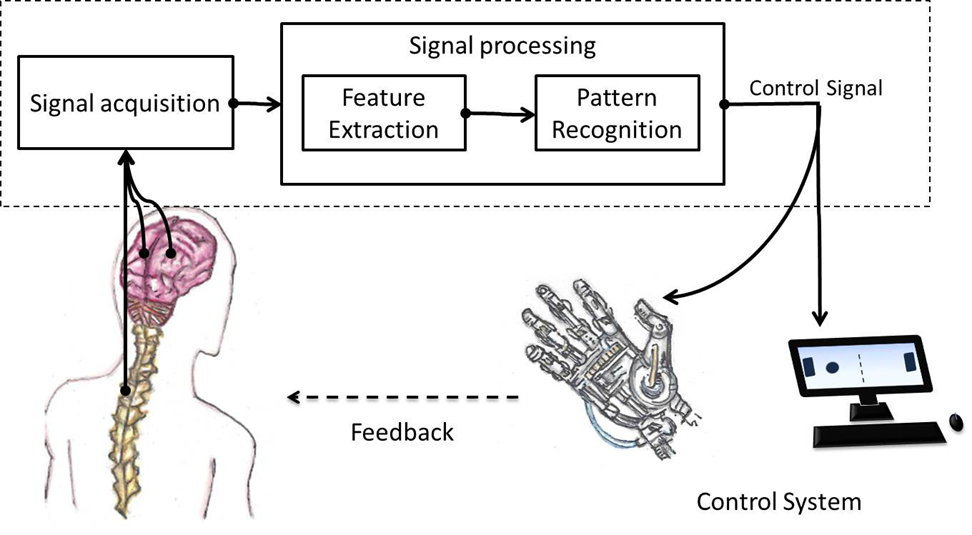 Signal processing
Signal acquisition
Feature
Extraction
Pattern
Recognition
Control Signal
Feedback
Control System